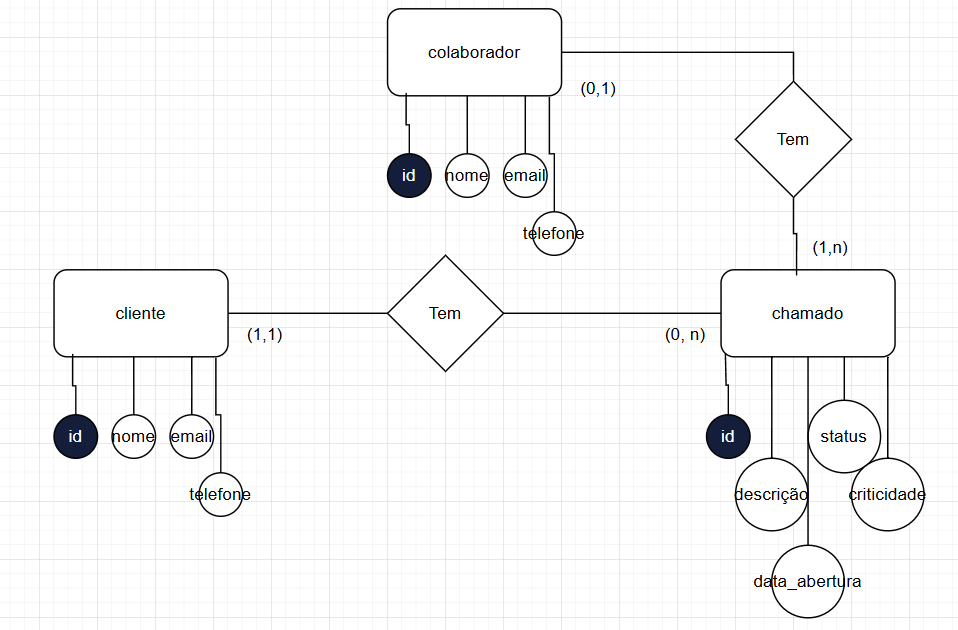 colaborador
(0,1)
Tem
id
nome
email
telefone
(1,n)
cliente
(1,1)
Tem
(0, n)
chamado
id
nome
email
telefone
id
status
descrição
criticidade
data_abertura